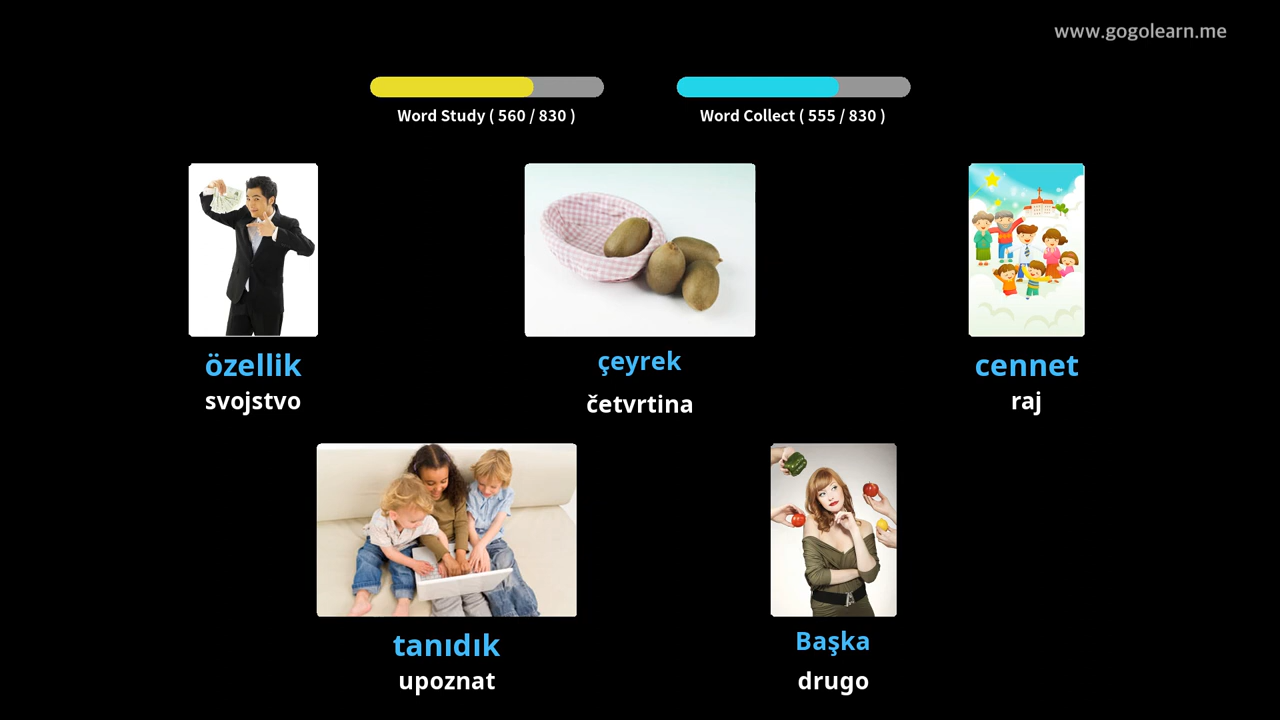 www.gogolearn.me
Word Study ( 560 / 830 )
Word Collect ( 555 / 830 )
özellik
svojstvo
çeyrek
četvrtina
cennet
raj
tanıdık
upoznat
Başka
drugo